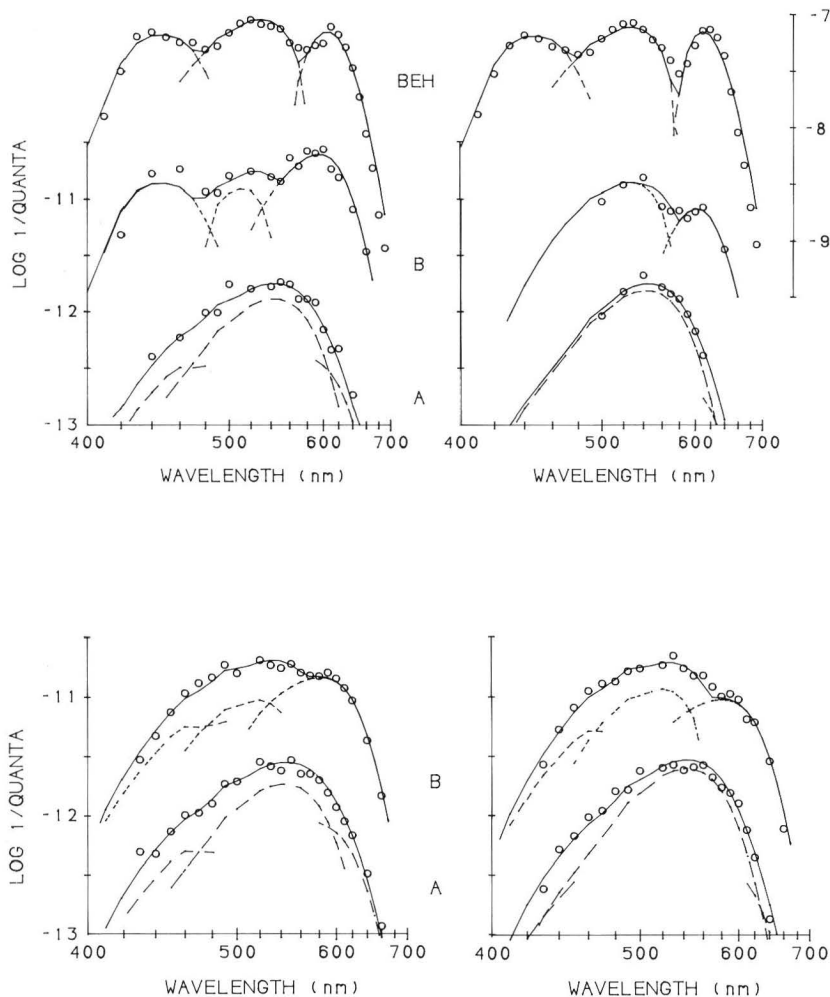 -7
BEH
-8
LOG 1/QUANTA
-11
B
-9
-12
A
-13
400 500 600 700
400 500 600 700
WAVELENGTH (nm)
WAVELENGTH (nm)
-11
LOG 1/QUANTA
B
-12
A
-13
400 500 600 700
400 500 600 700
WAVELENGTH (nm)
WAVELENGTH (nm)